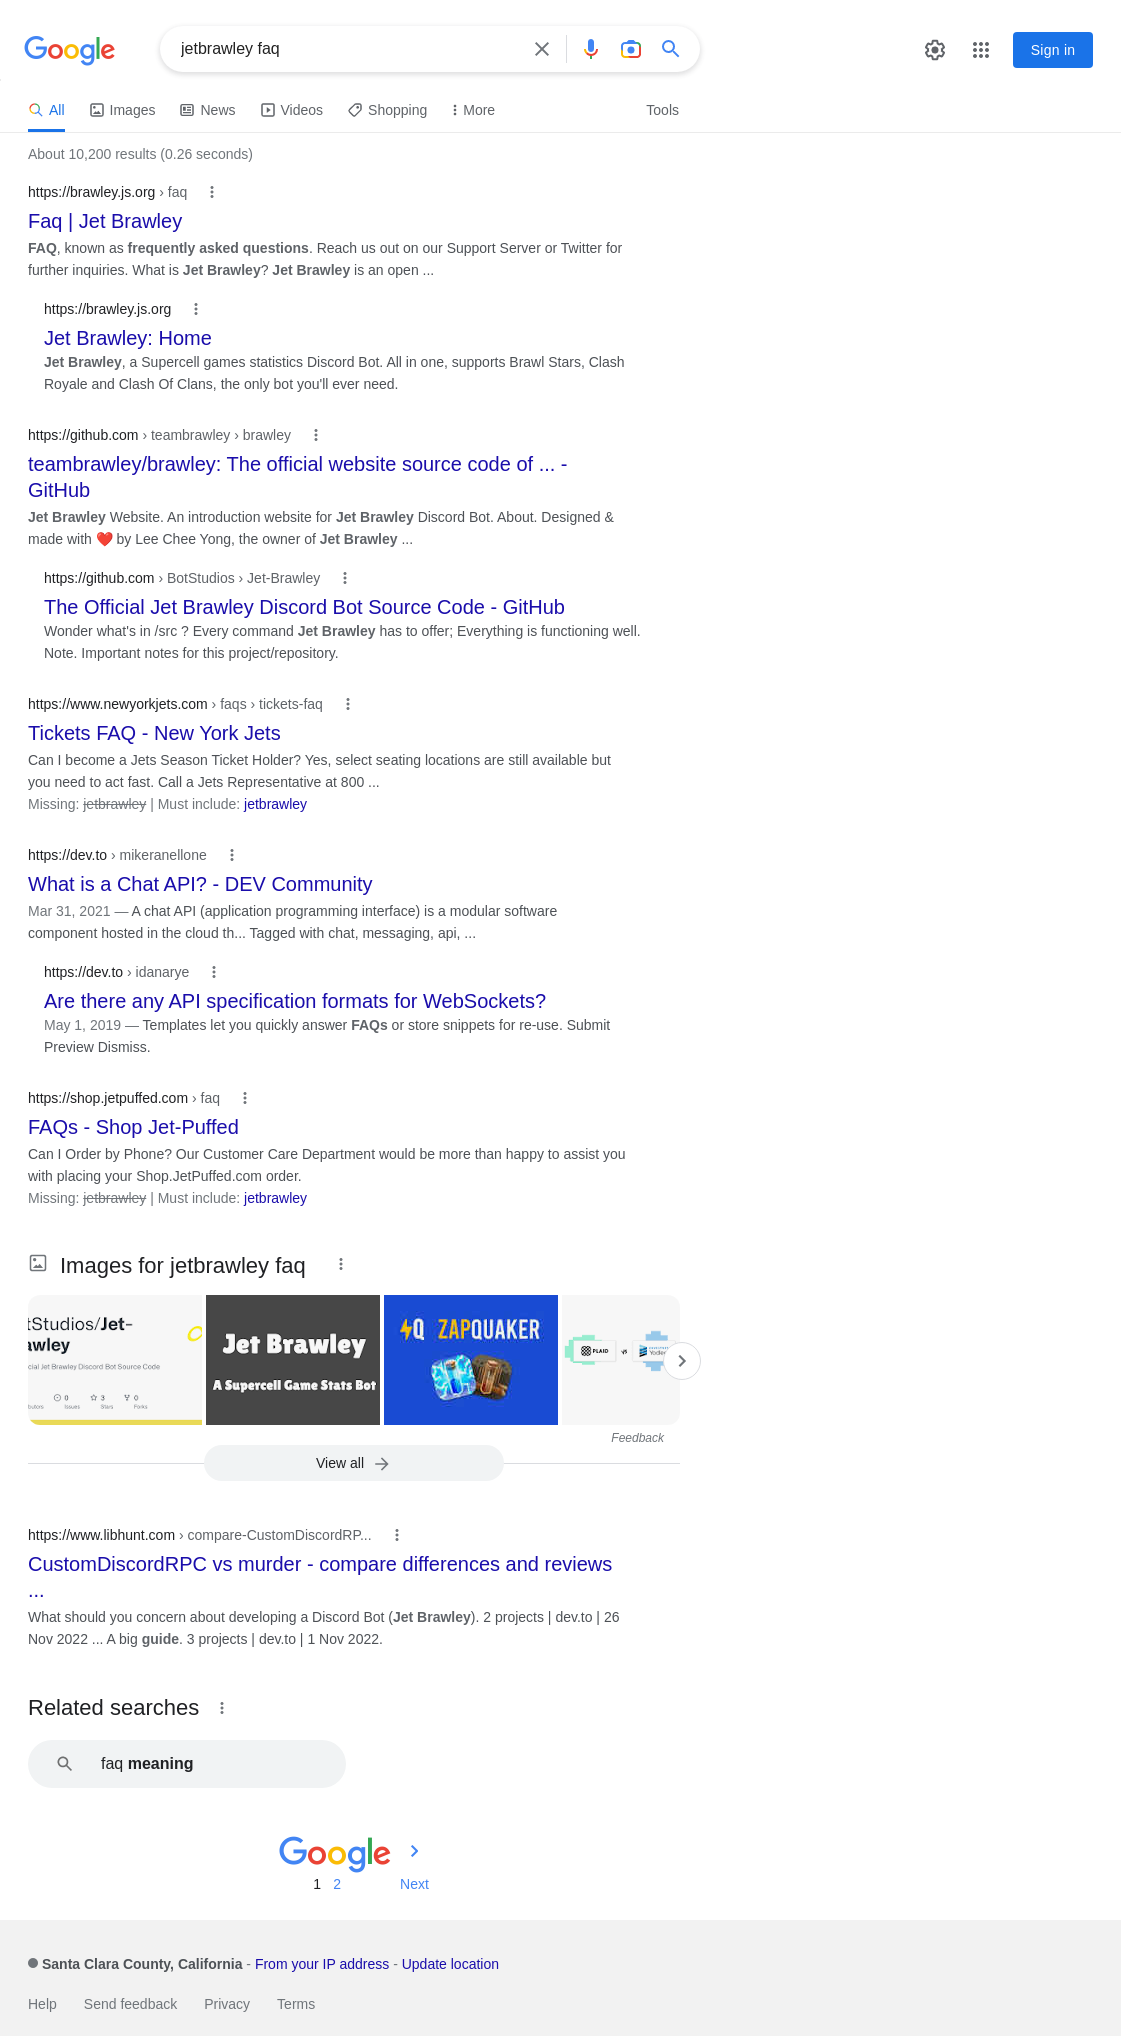 Google
jetbrawley faq
Sign in
All
Images
News
Videos
Shopping
More
Tools
About 10,200 results (0.26 seconds)
https://brawley.js.org › faq
Faq | Jet Brawley
FAQ, known as frequently asked questions. Reach us out on our Support Server or Twitter for
further inquiries. What is Jet Brawley? Jet Brawley is an open ...
https://brawley.js.org
Jet Brawley: Home
Jet Brawley, a Supercell games statistics Discord Bot. All in one, supports Brawl Stars, Clash
Royale and Clash Of Clans, the only bot you'll ever need.
https://github.com › teambrawley › brawley
teambrawley/brawley: The official website source code of ... -
GitHub
Jet Brawley Website. An introduction website for Jet Brawley Discord Bot. About. Designed &
made with ❤️ by Lee Chee Yong, the owner of Jet Brawley ...
https://github.com › BotStudios › Jet-Brawley
The Official Jet Brawley Discord Bot Source Code - GitHub
Wonder what's in /src ? Every command Jet Brawley has to offer; Everything is functioning well.
Note. Important notes for this project/repository.
https://www.newyorkjets.com › faqs › tickets-faq
Tickets FAQ - New York Jets
Can I become a Jets Season Ticket Holder? Yes, select seating locations are still available but
you need to act fast. Call a Jets Representative at 800 ...
Missing: jetbrawley | Must include: jetbrawley
https://dev.to › mikeranellone
What is a Chat API? - DEV Community
Mar 31, 2021 — A chat API (application programming interface) is a modular software
component hosted in the cloud th... Tagged with chat, messaging, api, ...
https://dev.to › idanarye
Are there any API specification formats for WebSockets?
May 1, 2019 — Templates let you quickly answer FAQs or store snippets for re-use. Submit
Preview Dismiss.
https://shop.jetpuffed.com › faq
FAQs - Shop Jet-Puffed
Can I Order by Phone? Our Customer Care Department would be more than happy to assist you
with placing your Shop.JetPuffed.com order.
Missing: jetbrawley | Must include: jetbrawley
Images for jetbrawley faq
tStudios/Jet-
awley
cial Jet Brawley Discord Bot Source Code
0 3 0
butors Issues Stars Forks
Jet Brawley
A Supercell Game Stats Bot
Q ZAPQUAKER
PLAID vs Yodlee
Feedback
View all
https://www.libhunt.com › compare-CustomDiscordRP...
CustomDiscordRPC vs murder - compare differences and reviews
...
What should you concern about developing a Discord Bot (Jet Brawley). 2 projects | dev.to | 26
Nov 2022 ... A big guide. 3 projects | dev.to | 1 Nov 2022.
Related searches
faq meaning
Google
1 2 Next
Santa Clara County, California - From your IP address - Update location
Help Send feedback Privacy Terms